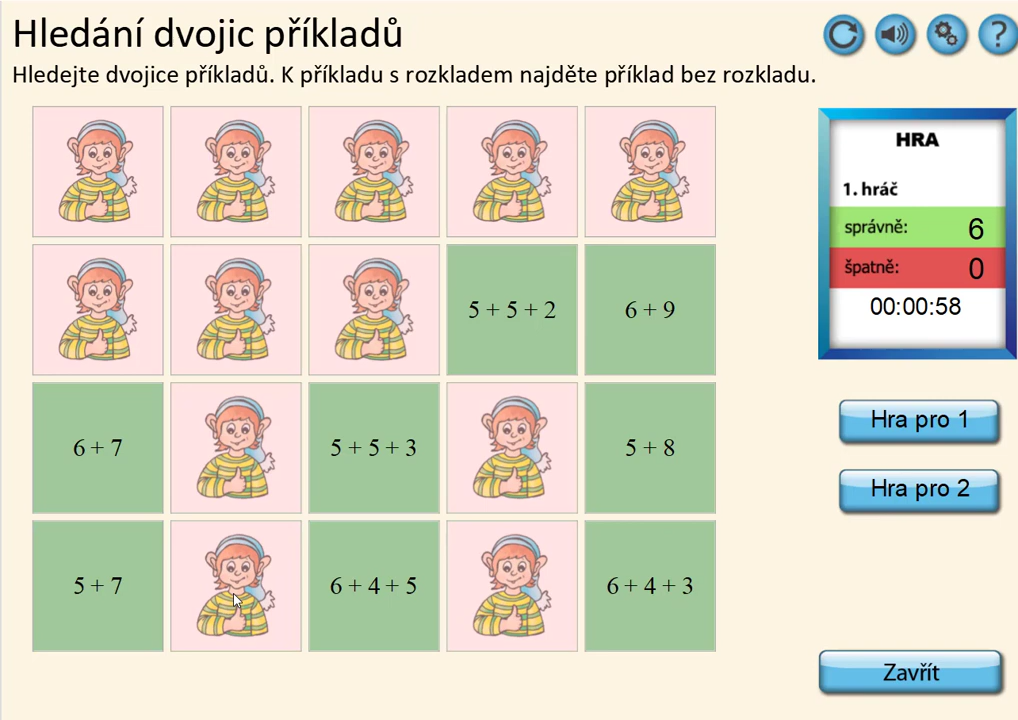 Hledání dvojic příkladů
Hledejte dvojice příkladů. K příkladu s rozkladem najděte příklad bez rozkladu.
?
HRA
1. hráč
správně: 6
špatně: 0
00:00:58
5 + 5 + 2
6 + 9
6 + 7
5 + 5 + 3
5 + 8
5 + 7
6 + 4 + 5
6 + 4 + 3
Hra pro 1
Hra pro 2
Zavřít